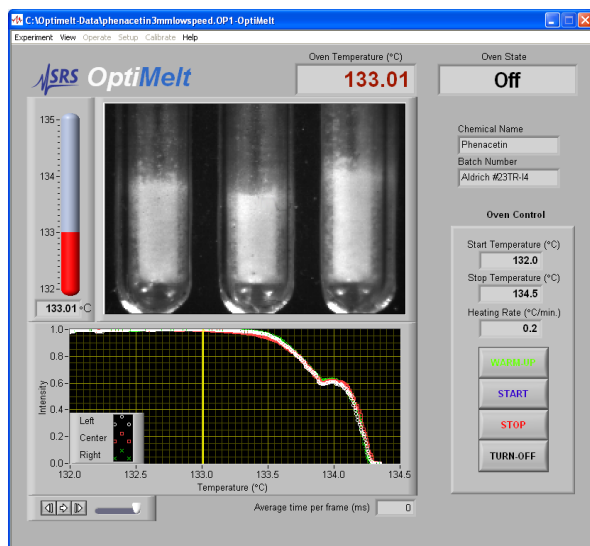 C:\Optimelt-Data\phenacetin3mmlowspeed.OP1-OptiMelt
Experiment View Operate Setup Calibrate Help
SRS OptiMelt
Oven Temperature (°C)
133.01
Oven State
Off
135
134
133
132
133.01 °C
Chemical Name
Phenacetin
Batch Number
Aldrich #23TR-I4
Oven Control
Start Temperature (°C)
132.0
Stop Temperature (°C)
134.5
Heating Rate (°C/min.)
0.2
WARM-UP
START
STOP
TURN-OFF
Intensity
1.0
0.8
0.6
0.4
0.2
0.0
Left
Center
Right
132.0 132.5 133.0 133.5 134.0 134.5
Temperature (°C)
Average time per frame (ms) 0